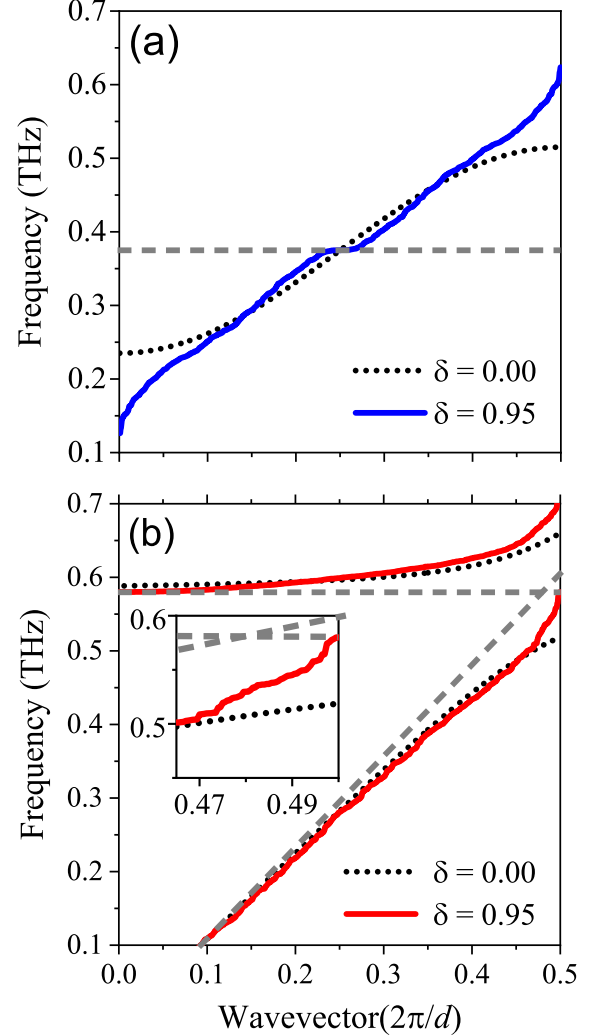 0.7
(a)
0.6
0.5
0.4
0.3
0.2
0.1
Frequency (THz)
δ = 0.00
δ = 0.95
0.7
(b)
0.6
0.5
0.4
0.3
0.2
0.1
Frequency (THz)
0.6
0.5
0.47 0.49
δ = 0.00
δ = 0.95
0.0 0.1 0.2 0.3 0.4 0.5
Wavevector(2π/d)